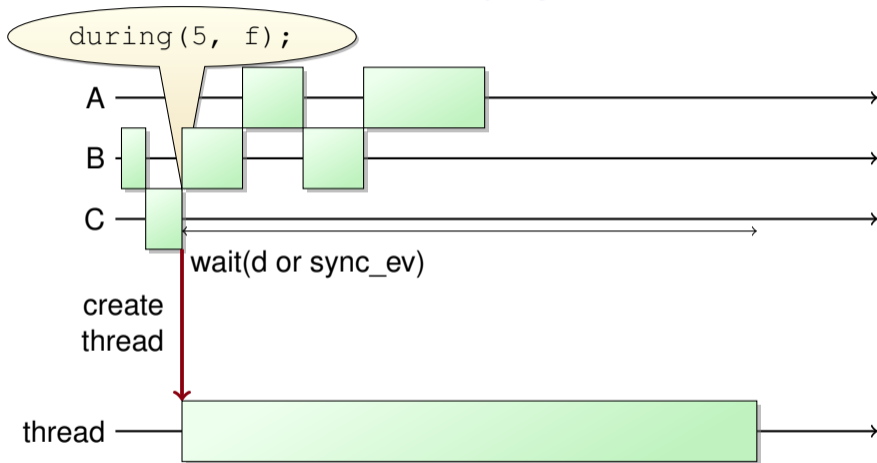 during(5, f);
A
B
C
wait(d or sync_ev)
create
thread
thread